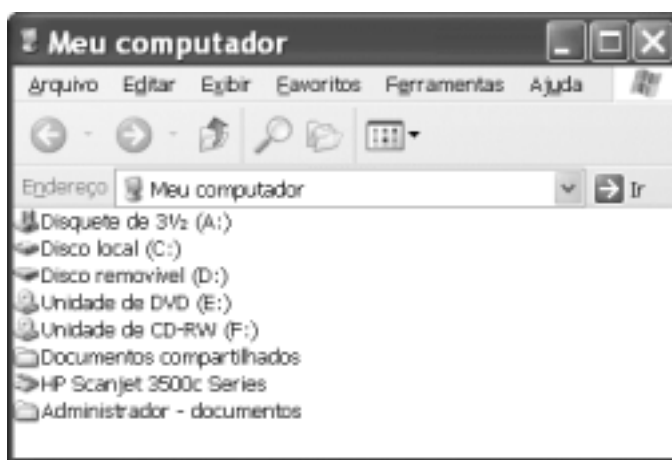 Meu computador
Arquivo Editar Exibir Favoritos Ferramentas Ajuda
Endereço Meu computador Ir
Disquete de 3½ (A:)
Disco local (C:)
Disco removível (D:)
Unidade de DVD (E:)
Unidade de CD-RW (F:)
Documentos compartilhados
HP Scanjet 3500c Series
Administrador - documentos